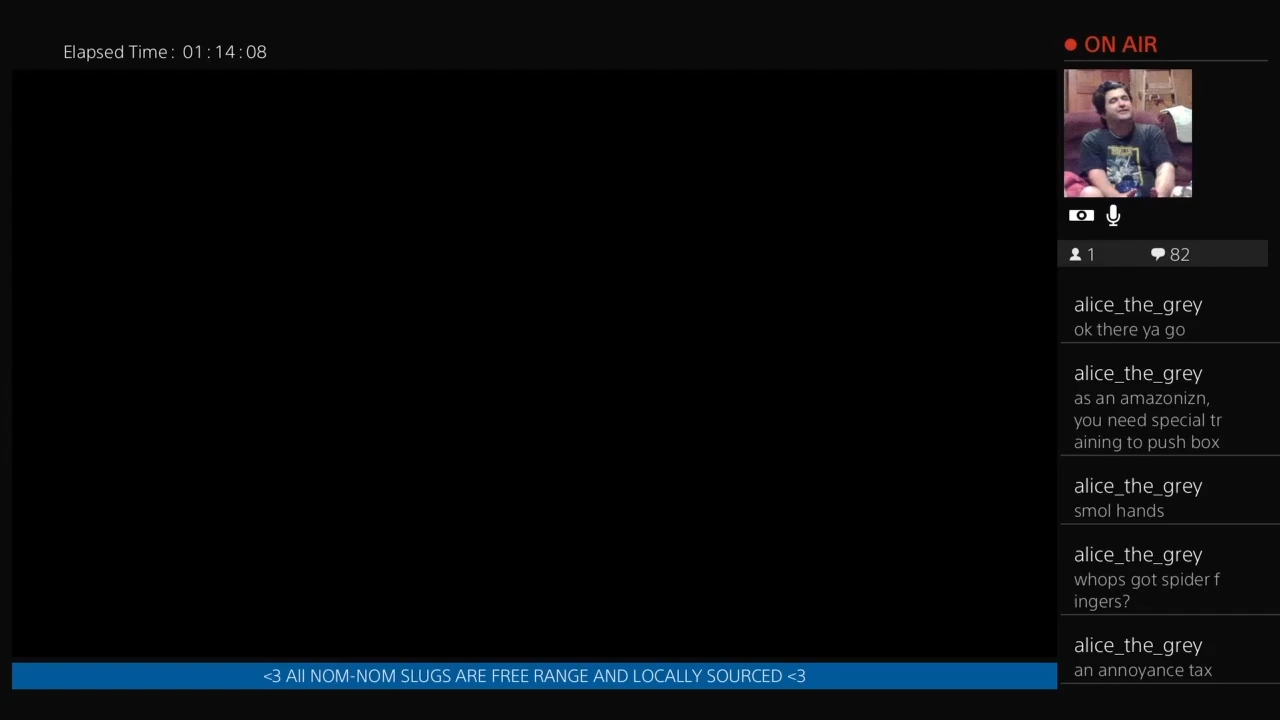 Elapsed Time: 01:14:08
ON AIR
1 82
alice_the_grey
ok there ya go
alice_the_grey
as an amazonizn,
you need special tr
aining to push box
alice_the_grey
smol hands
alice_the_grey
whops got spider f
ingers?
alice_the_grey
an annoyance tax
<3 All NOM-NOM SLUGS ARE FREE RANGE AND LOCALLY SOURCED <3